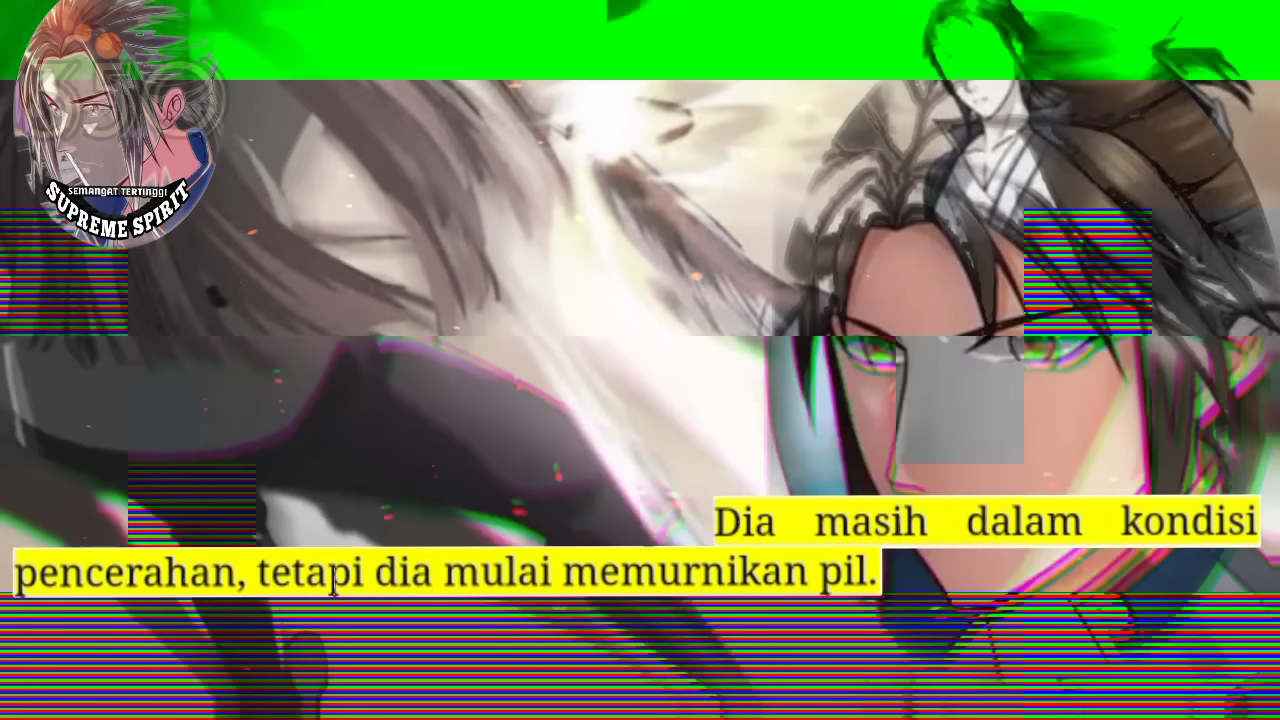 SEMANGAT TERTINGGI
SUPREME SPIRIT
Dia masih dalam kondisi
pencerahan, tetapi dia mulai memurnikan pil.